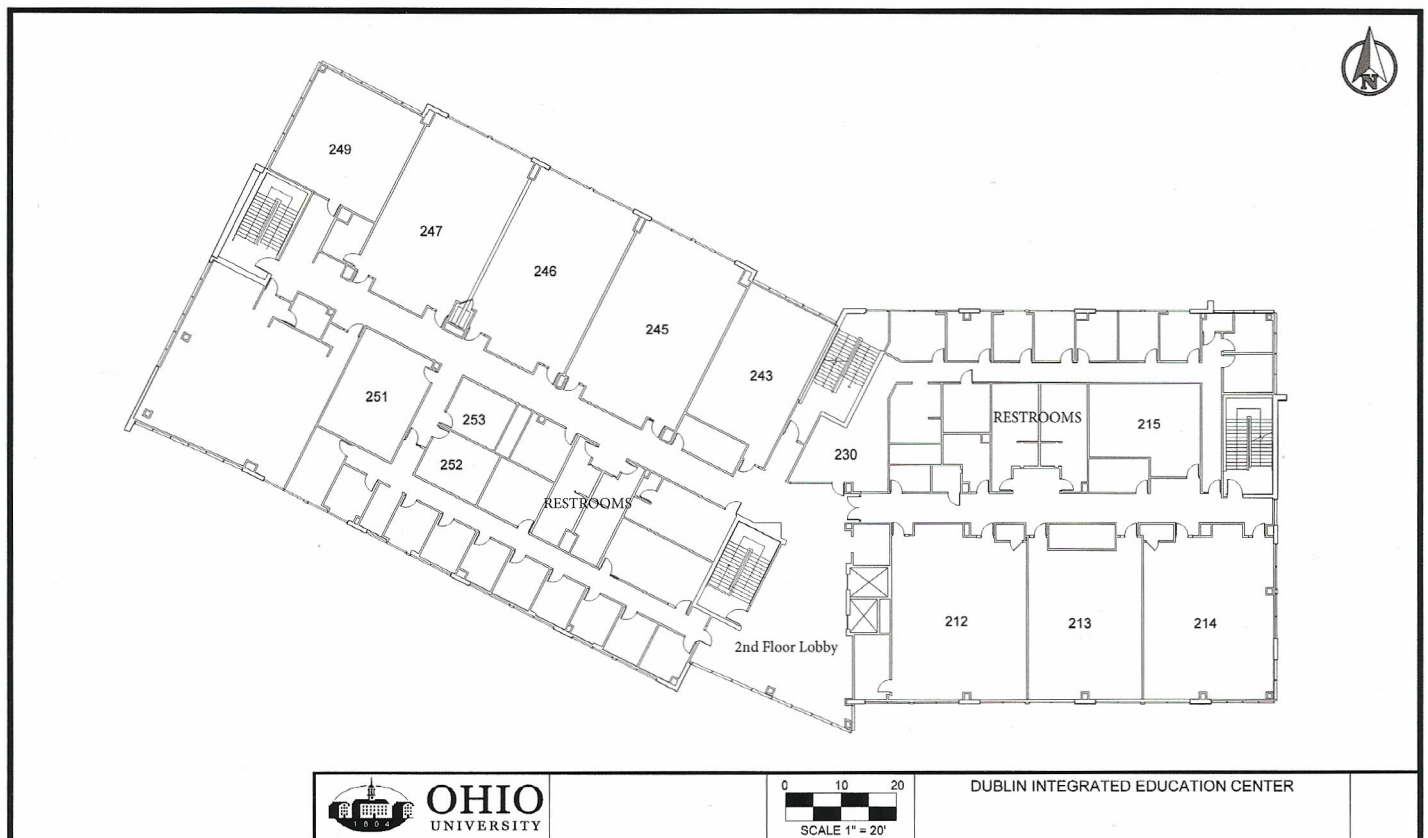 N
249
247
246
245
243
251
253
252
RESTROOMS
230
RESTROOMS
215
212
213
214
2nd Floor Lobby
1804
OHIO
UNIVERSITY
0 10 20
SCALE 1" = 20'
DUBLIN INTEGRATED EDUCATION CENTER